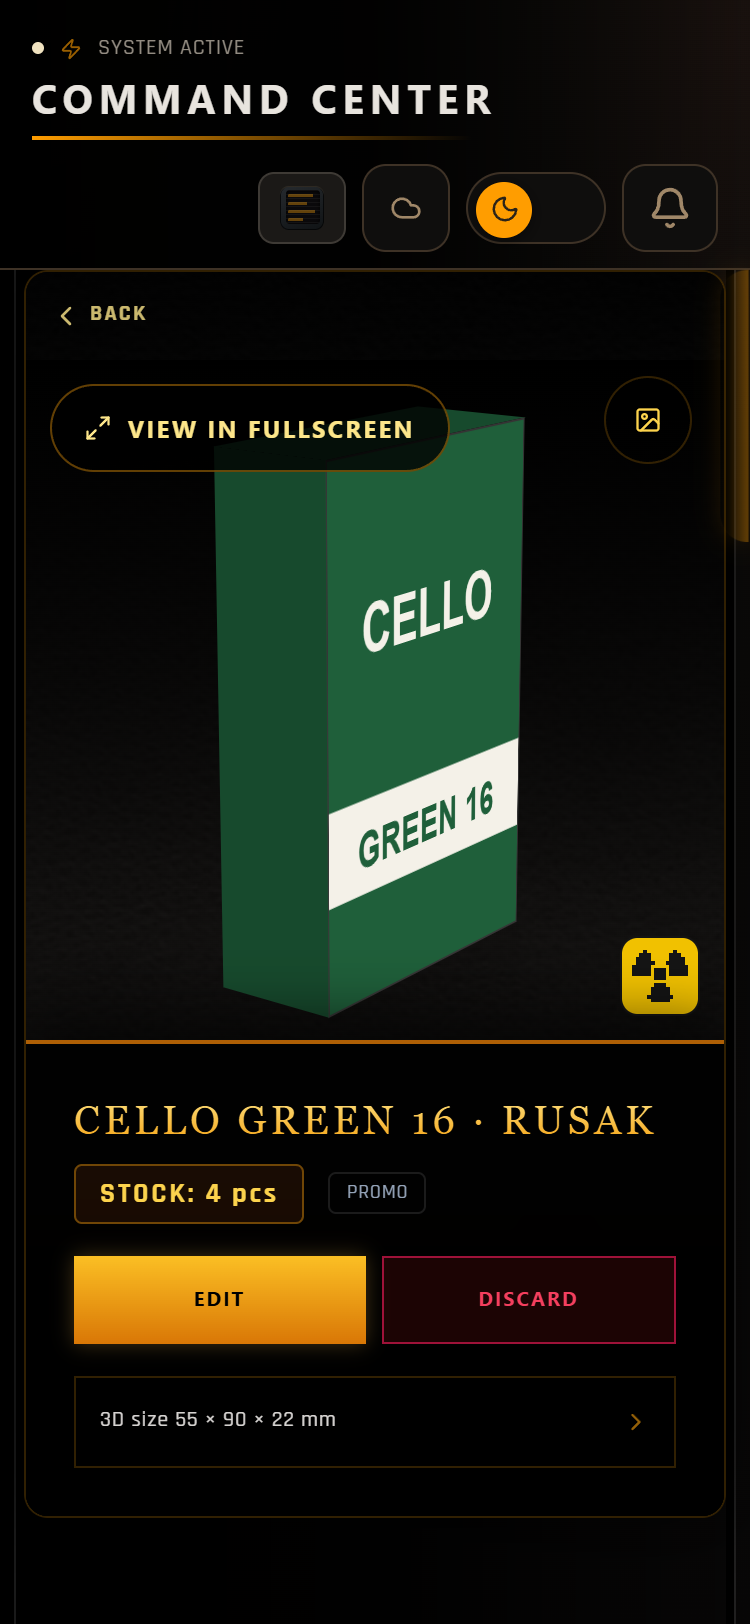 SYSTEM ACTIVE
COMMAND CENTER
BACK
VIEW IN FULLSCREEN
CELLO
GREEN 16
CELLO GREEN 16 · RUSAK
STOCK: 4 pcs
PROMO
EDIT
DISCARD
3D size 55 × 90 × 22 mm